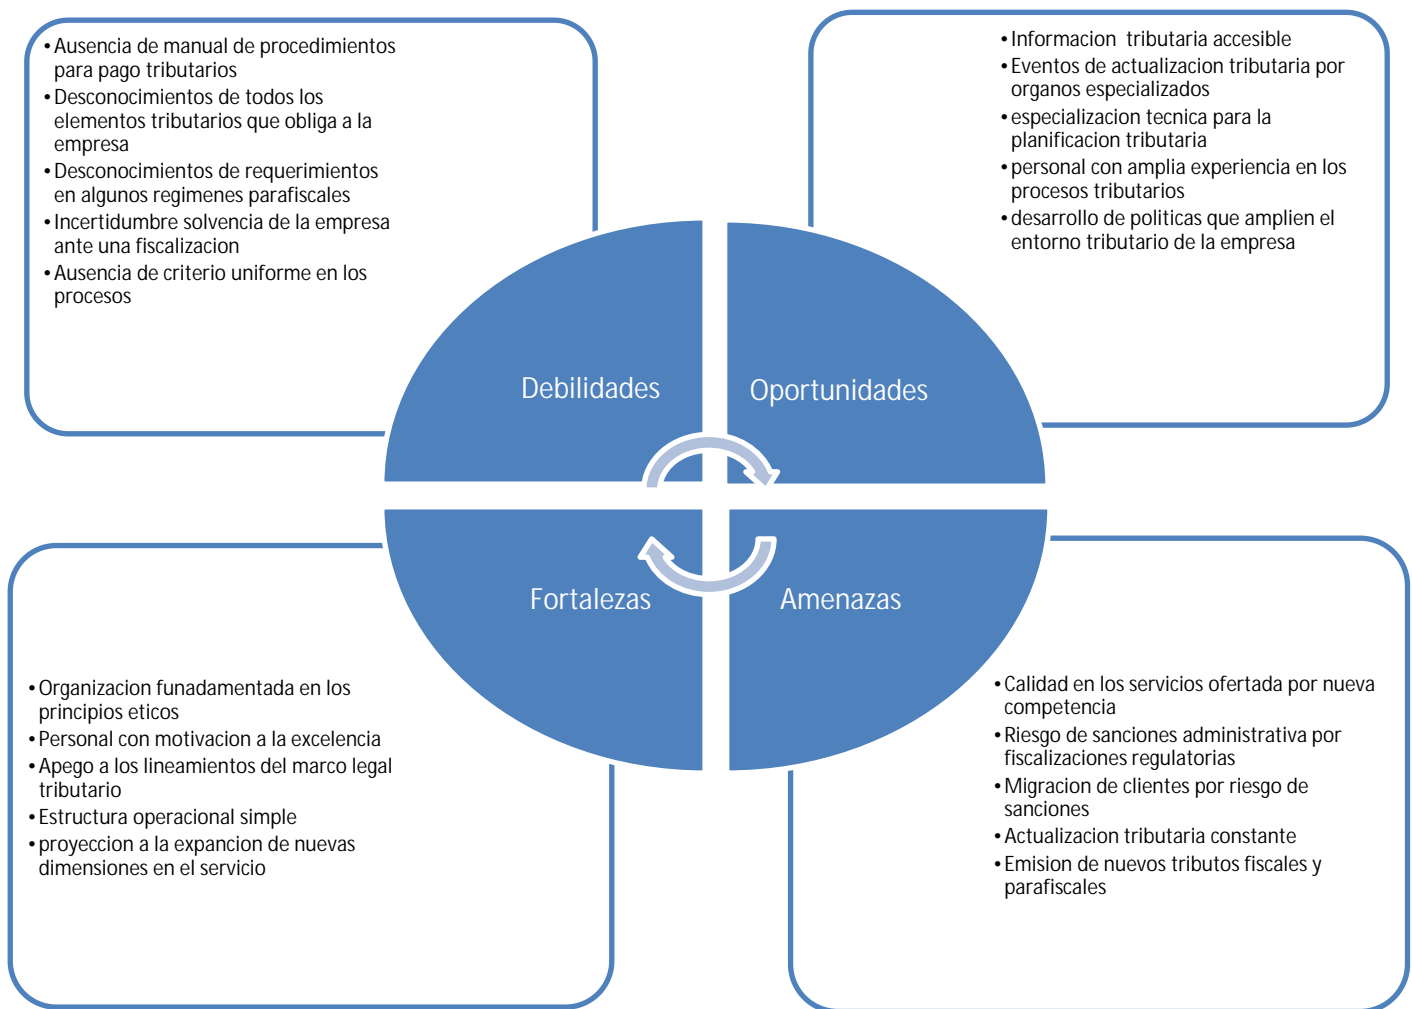 •Ausencia de manual de procedimientos
para pago tributarios
•Desconocimientos de todos los
elementos tributarios que obliga a la
empresa
•Desconocimientos de requerimientos
en algunos regimenes parafiscales
•Incertidumbre solvencia de la empresa
ante una fiscalizacion
•Ausencia de criterio uniforme en los
procesos
•Informacion tributaria accesible
•Eventos de actualizacion tributaria por
organos especializados
•especializacion tecnica para la
planificacion tributaria
•personal con amplia experiencia en los
procesos tributarios
•desarrollo de politicas que amplien el
entorno tributario de la empresa
Debilidades
Oportunidades
Fortalezas
Amenazas
•Organizacion funadamentada en los
principios eticos
•Personal con motivacion a la excelencia
•Apego a los lineamientos del marco legal
tributario
•Estructura operacional simple
•proyeccion a la expancion de nuevas
dimensiones en el servicio
•Calidad en los servicios ofertada por nueva
competencia
•Riesgo de sanciones administrativa por
fiscalizaciones regulatorias
•Migracion de clientes por riesgo de
sanciones
•Actualizacion tributaria constante
•Emision de nuevos tributos fiscales y
parafiscales